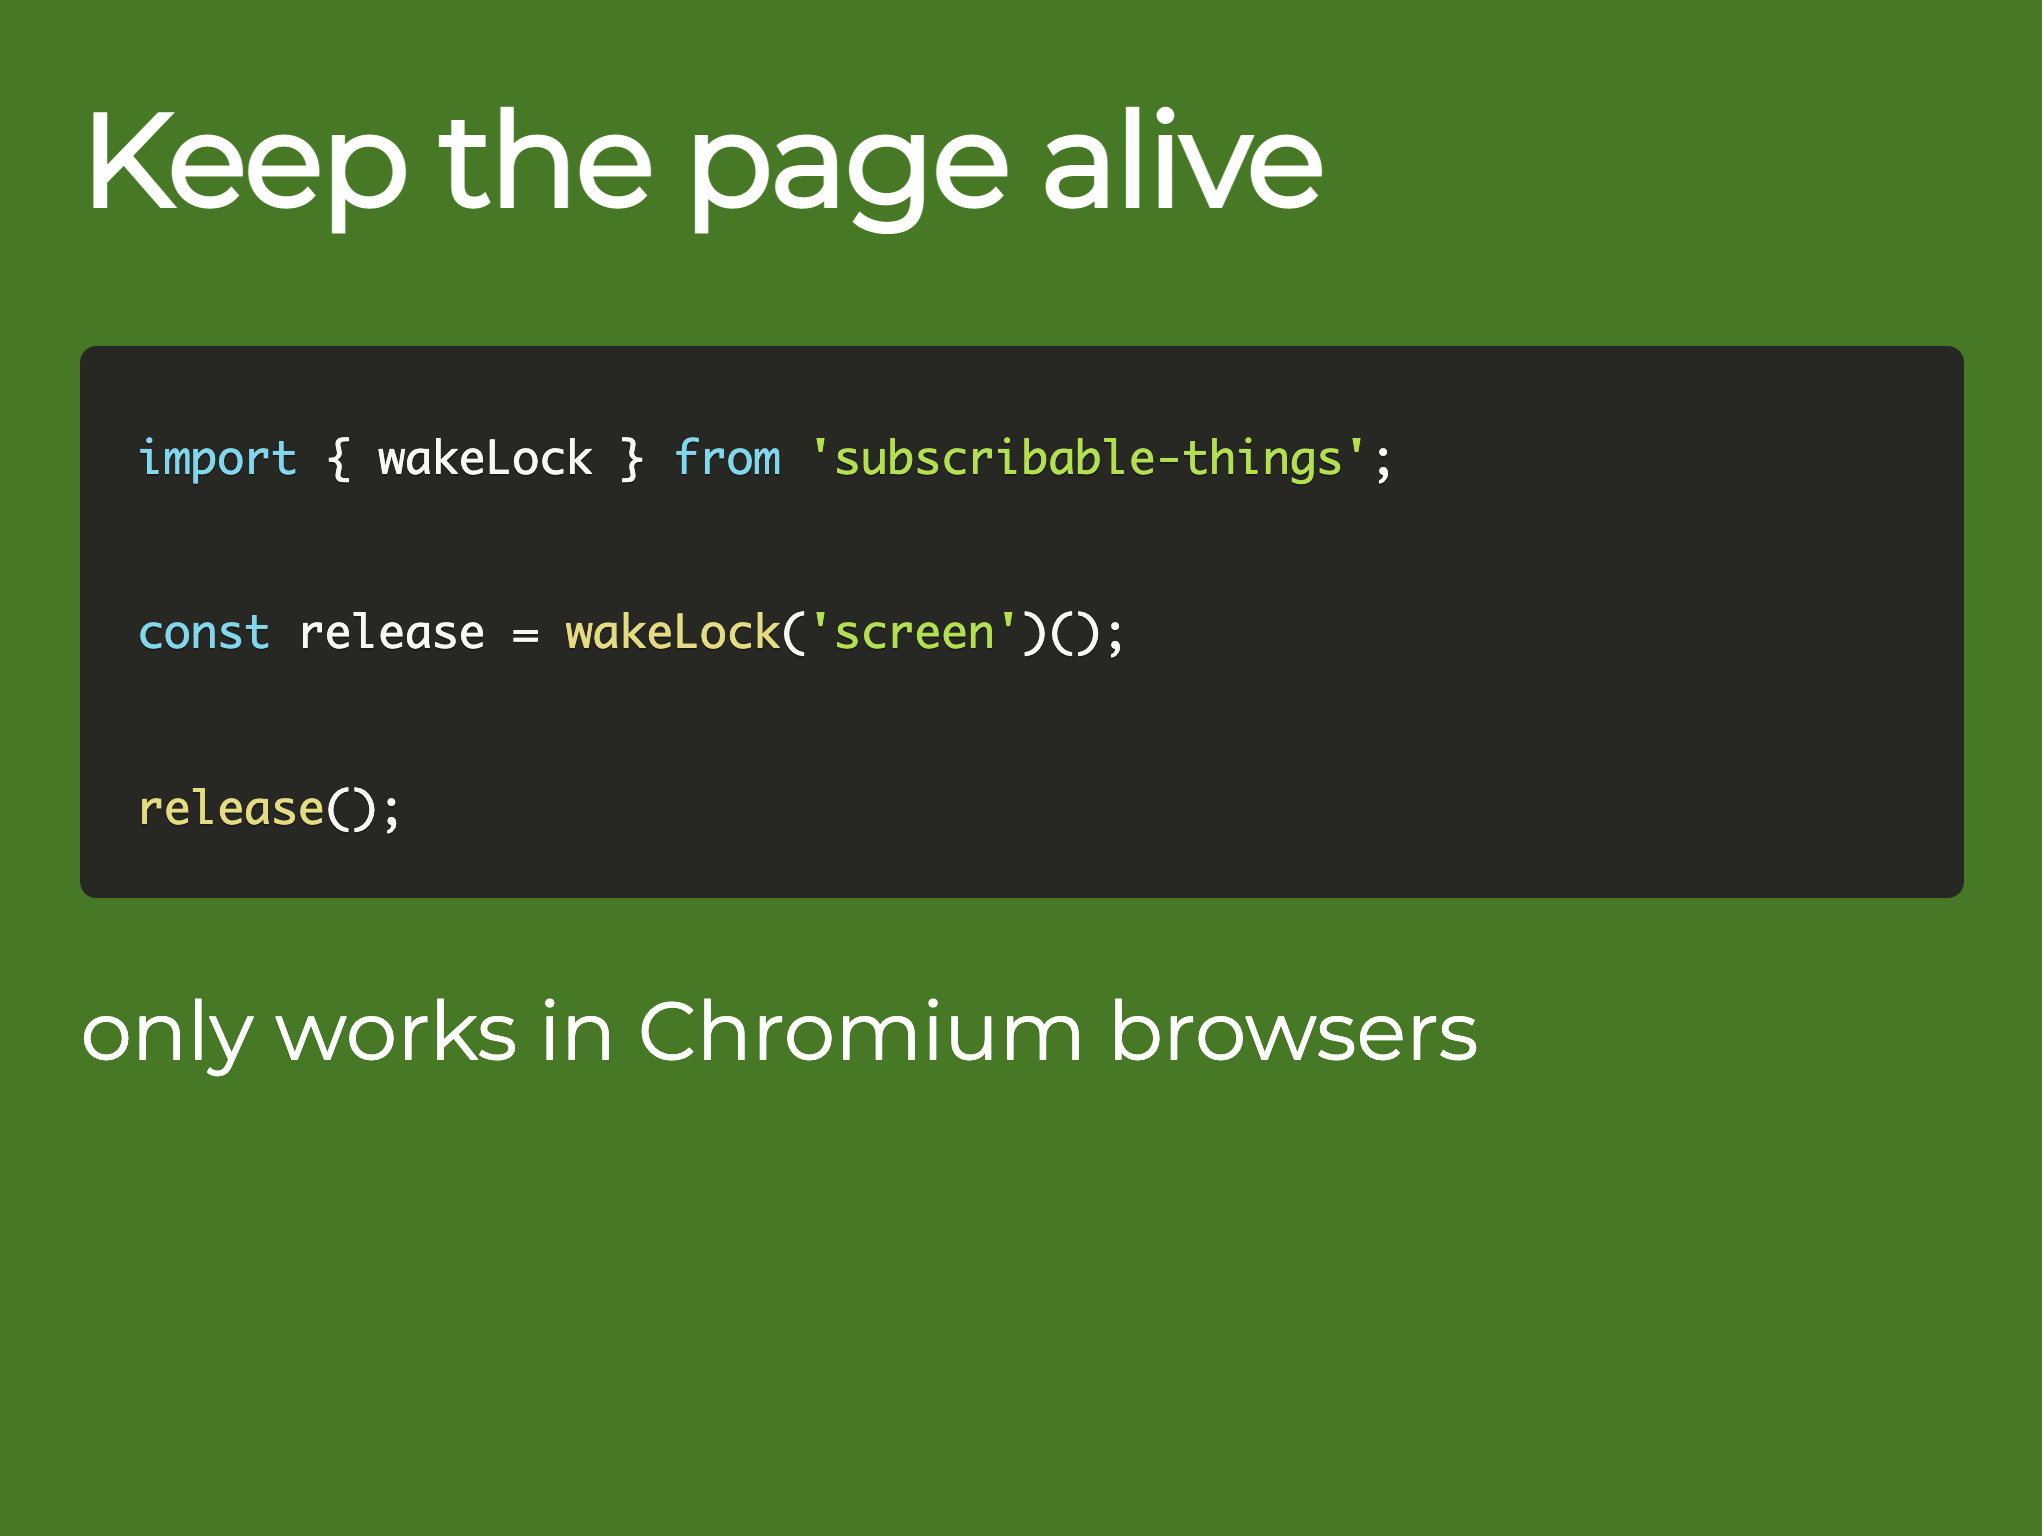 Keep the page alive
import { wakeLock } from 'subscribable-things';
const release = wakeLock('screen')();
release();
only works in Chromium browsers